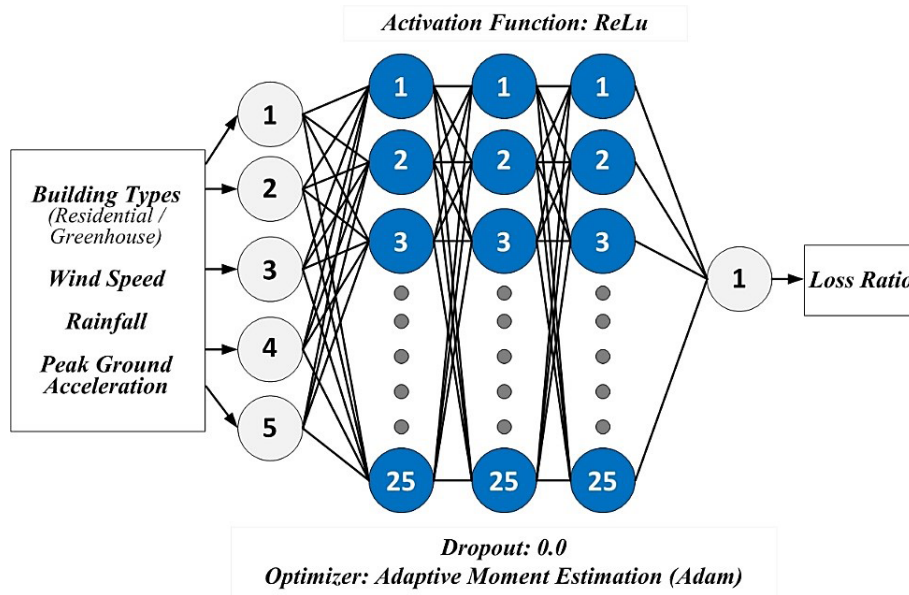 Activation Function: ReLu
1
2
3
4
5
Building Types
(Residential /
Greenhouse)
Wind Speed
Rainfall
Peak Ground
Acceleration
1 1 1
2 2 2
3 3 3
25 25 25
1
Loss Ratio
Dropout: 0.0
Optimizer: Adaptive Moment Estimation (Adam)